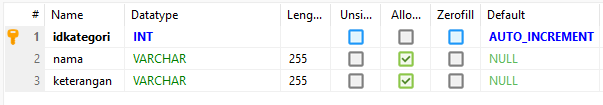 # Name Datatype Leng... Unsi... Allo... Zerofill Default
1 idkategori INT AUTO_INCREMENT
2 nama VARCHAR 255 NULL
3 keterangan VARCHAR 255 NULL